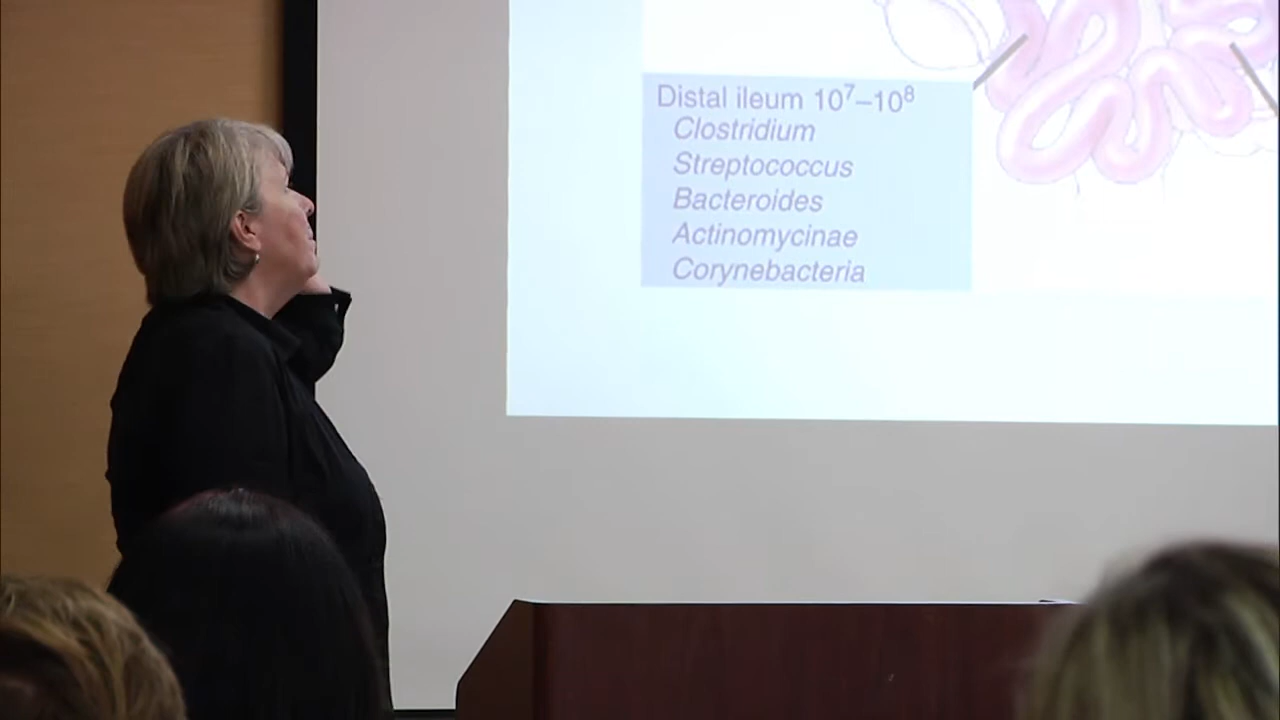 Distal ileum 10⁷–10⁸
Clostridium
Streptococcus
Bacteroides
Actinomycinae
Corynebacteria